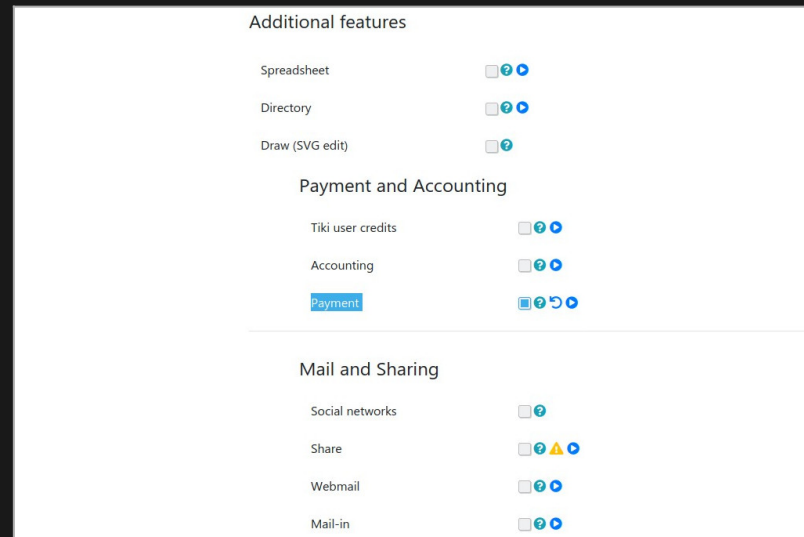 Additional features
Spreadsheet
Directory
Draw (SVG edit)
Payment and Accounting
Tiki user credits
Accounting
Payment
Mail and Sharing
Social networks
Share
Webmail
Mail-in